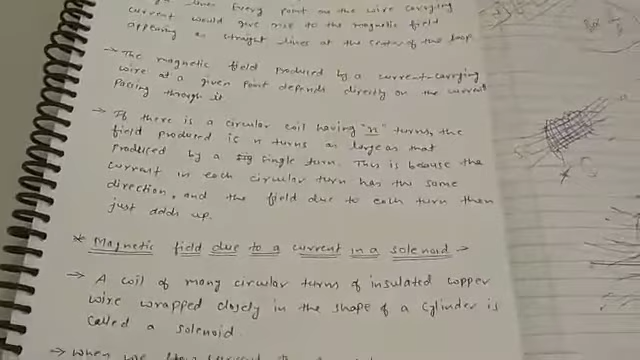 lines every point on the wire carrying
current would give rise to the magnetic field
appearing as straight lines at the center of the loop.
→ The magnetic field produced by a current-carrying
wire at a given point depends directly on the current
passing through it
→ If there is a circular coil having "n" turns, the
field produced is n turns as large as that
produced by a single turn. This is because the
current in each circular turn has the same
direction, and the field due to each turn then
just adds up.
* Magnetic field due to a current in a solenoid →
→ A coil of many circular turns of insulated copper
wire wrapped closely in the shape of a cylinder is
called a solenoid.
→ When